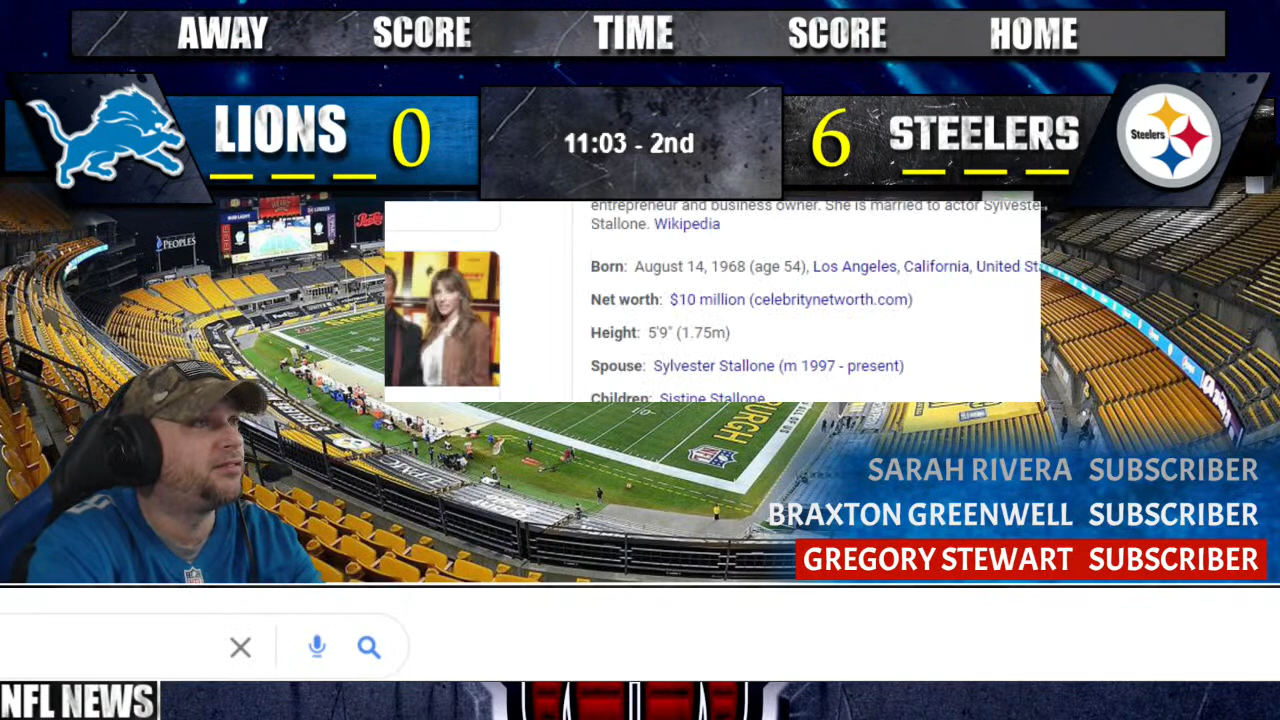 AWAY SCORE TIME SCORE HOME
LIONS 0 11:03 - 2nd 6 STEELERS
Steelers
entrepreneur and business owner. She is married to actor Sylveste
Stallone. Wikipedia
PEOPLES
Born: August 14, 1968 (age 54), Los Angeles, California, United St
Net worth: $10 million (celebritynetworth.com)
Height: 5'9" (1.75m)
Spouse: Sylvester Stallone (m 1997 - present)
Children: Sistine Stallone
NFL
SARAH RIVERA SUBSCRIBER
BRAXTON GREENWELL SUBSCRIBER
GREGORY STEWART SUBSCRIBER
NFL NEWS